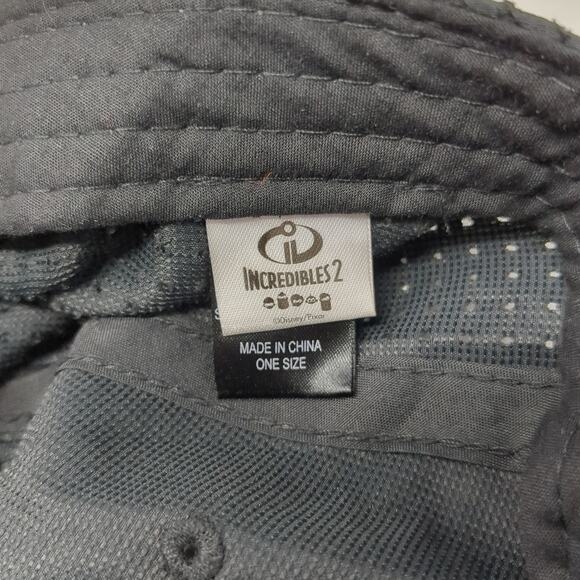 INCREDIBLES 2
©Disney/Pixar
MADE IN CHINA
ONE SIZE